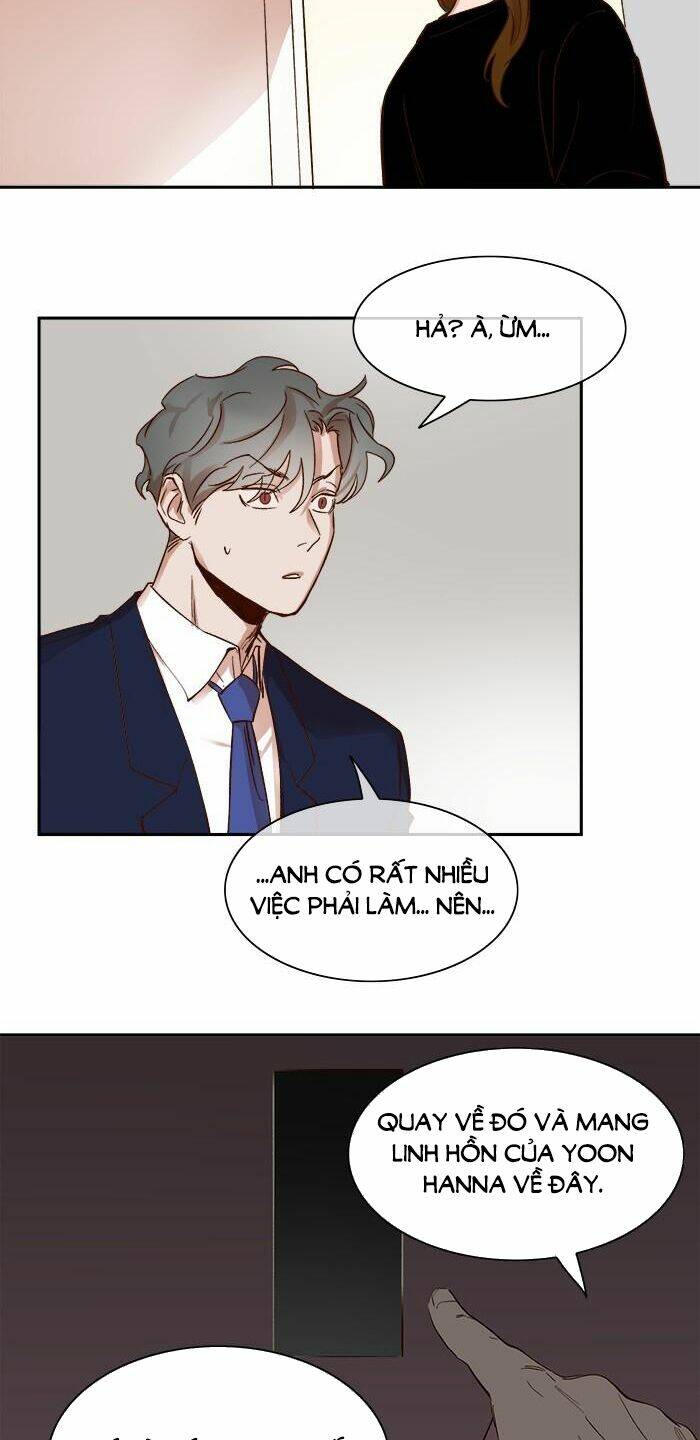 HẢ? À, ỪM...
...ANH CÓ RẤT NHIỀU
VIỆC PHẢI LÀM... NÊN...
QUAY VỀ ĐÓ VÀ MANG
LINH HỒN CỦA YOON
HANNA VỀ ĐÂY.